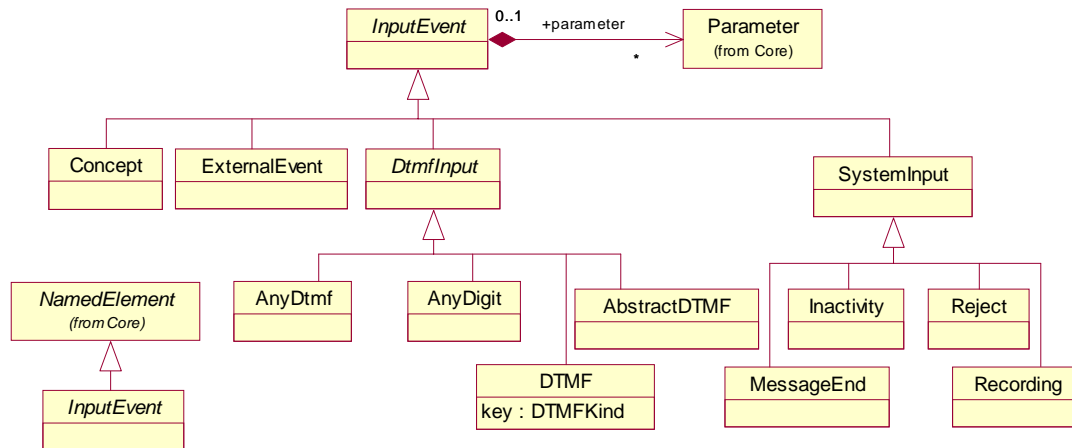 InputEvent
0..1
+parameter
*
Parameter
(from Core)
Concept
ExternalEvent
DtmfInput
SystemInput
AnyDtmf
AnyDigit
AbstractDTMF
Inactivity
Reject
NamedElement
(from Core)
InputEvent
DTMF
key : DTMFKind
MessageEnd
Recording